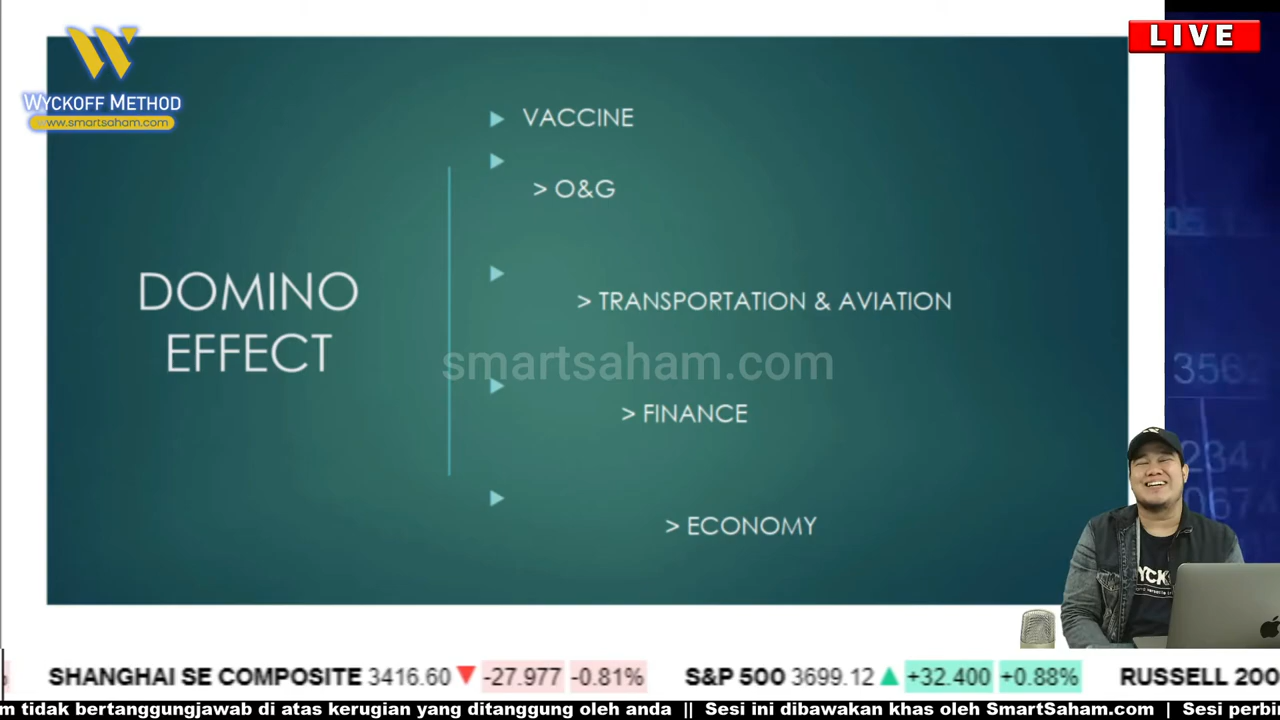 WYCKOFF METHOD
www.smartsaham.com
LIVE
DOMINO
EFFECT
VACCINE
> O&G
> TRANSPORTATION & AVIATION
> FINANCE
> ECONOMY
smartsaham.com
SHANGHAI SE COMPOSITE 3416.60 ▼ -27.977 -0.81% S&P 500 3699.12 ▲ +32.400 +0.88% RUSSELL 200
tidak bertanggungjawab di atas kerugian yang ditanggung oleh anda || Sesi ini dibawakan khas oleh SmartSaham.com | Sesi